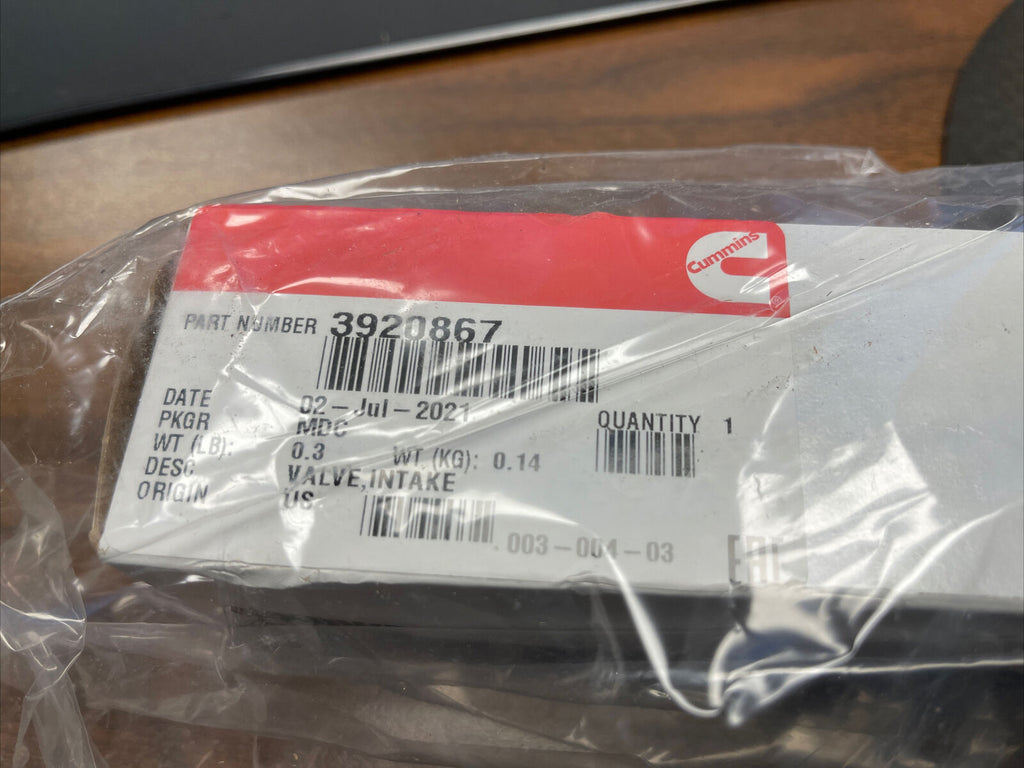 Cummins
PART NUMBER 3920867
DATE 02-Jul-2021
PKGR MDC
QUANTITY 1
WT (LB): 0.3 WT. (KG): 0.14
DESC VALVE,INTAKE
ORIGIN US
.003-004-03
EAC